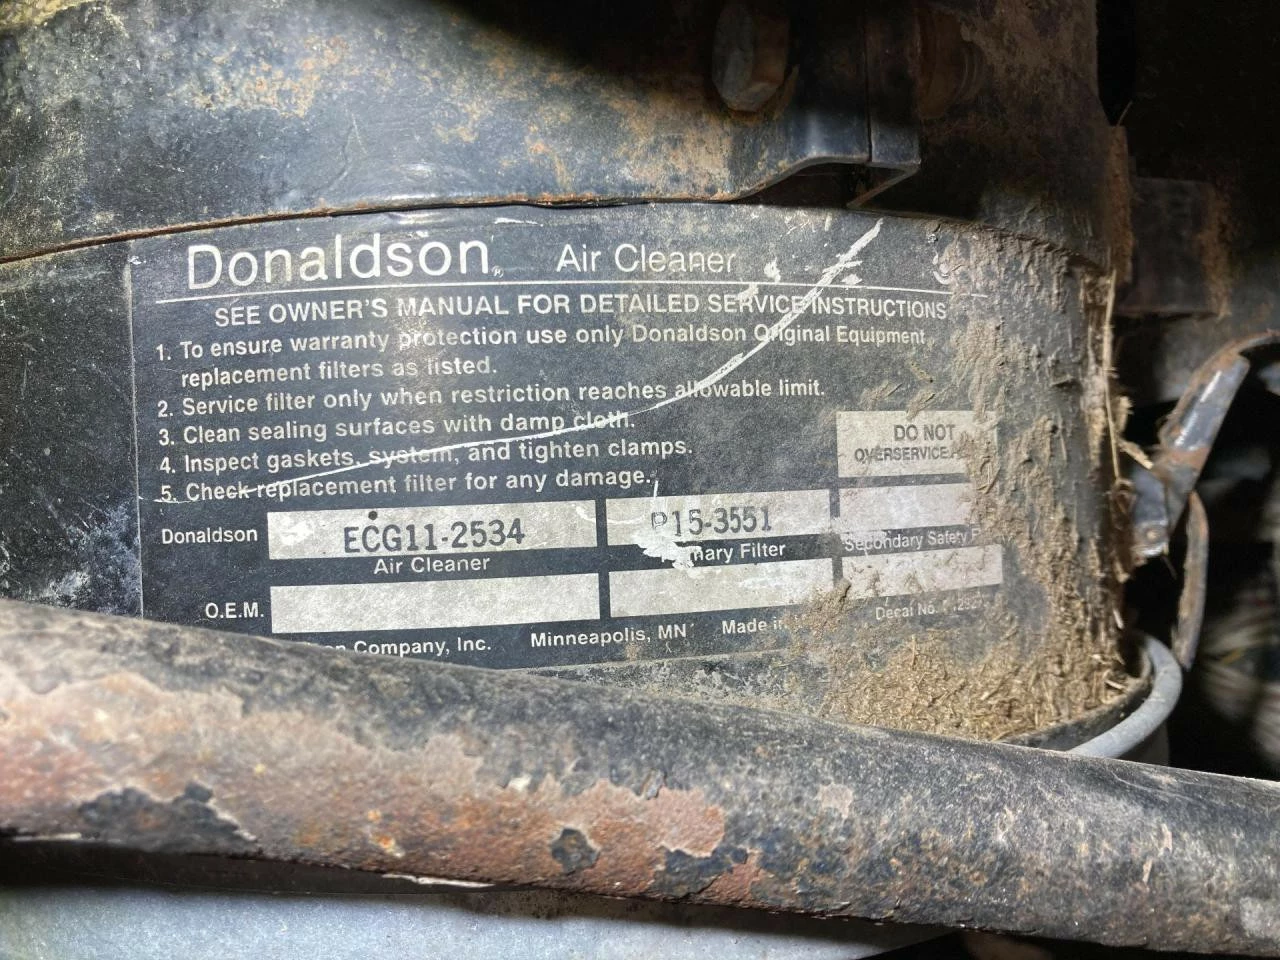 Donaldson® Air Cleaner
SEE OWNER'S MANUAL FOR DETAILED SERVICE INSTRUCTIONS
1. To ensure warranty protection use only Donaldson Original Equipment
replacement filters as listed.
2. Service filter only when restriction reaches allowable limit.
3. Clean sealing surfaces with damp cloth.
4. Inspect gaskets, system, and tighten clamps.
5. Check replacement filter for any damage.
DO NOT
OVERSERVICE
Donaldson ECG11-2534 P15-3551
Air Cleaner Filter Secondary Safety
O.E.M.
Company, Inc. Minneapolis, MN Made in
Decal No.